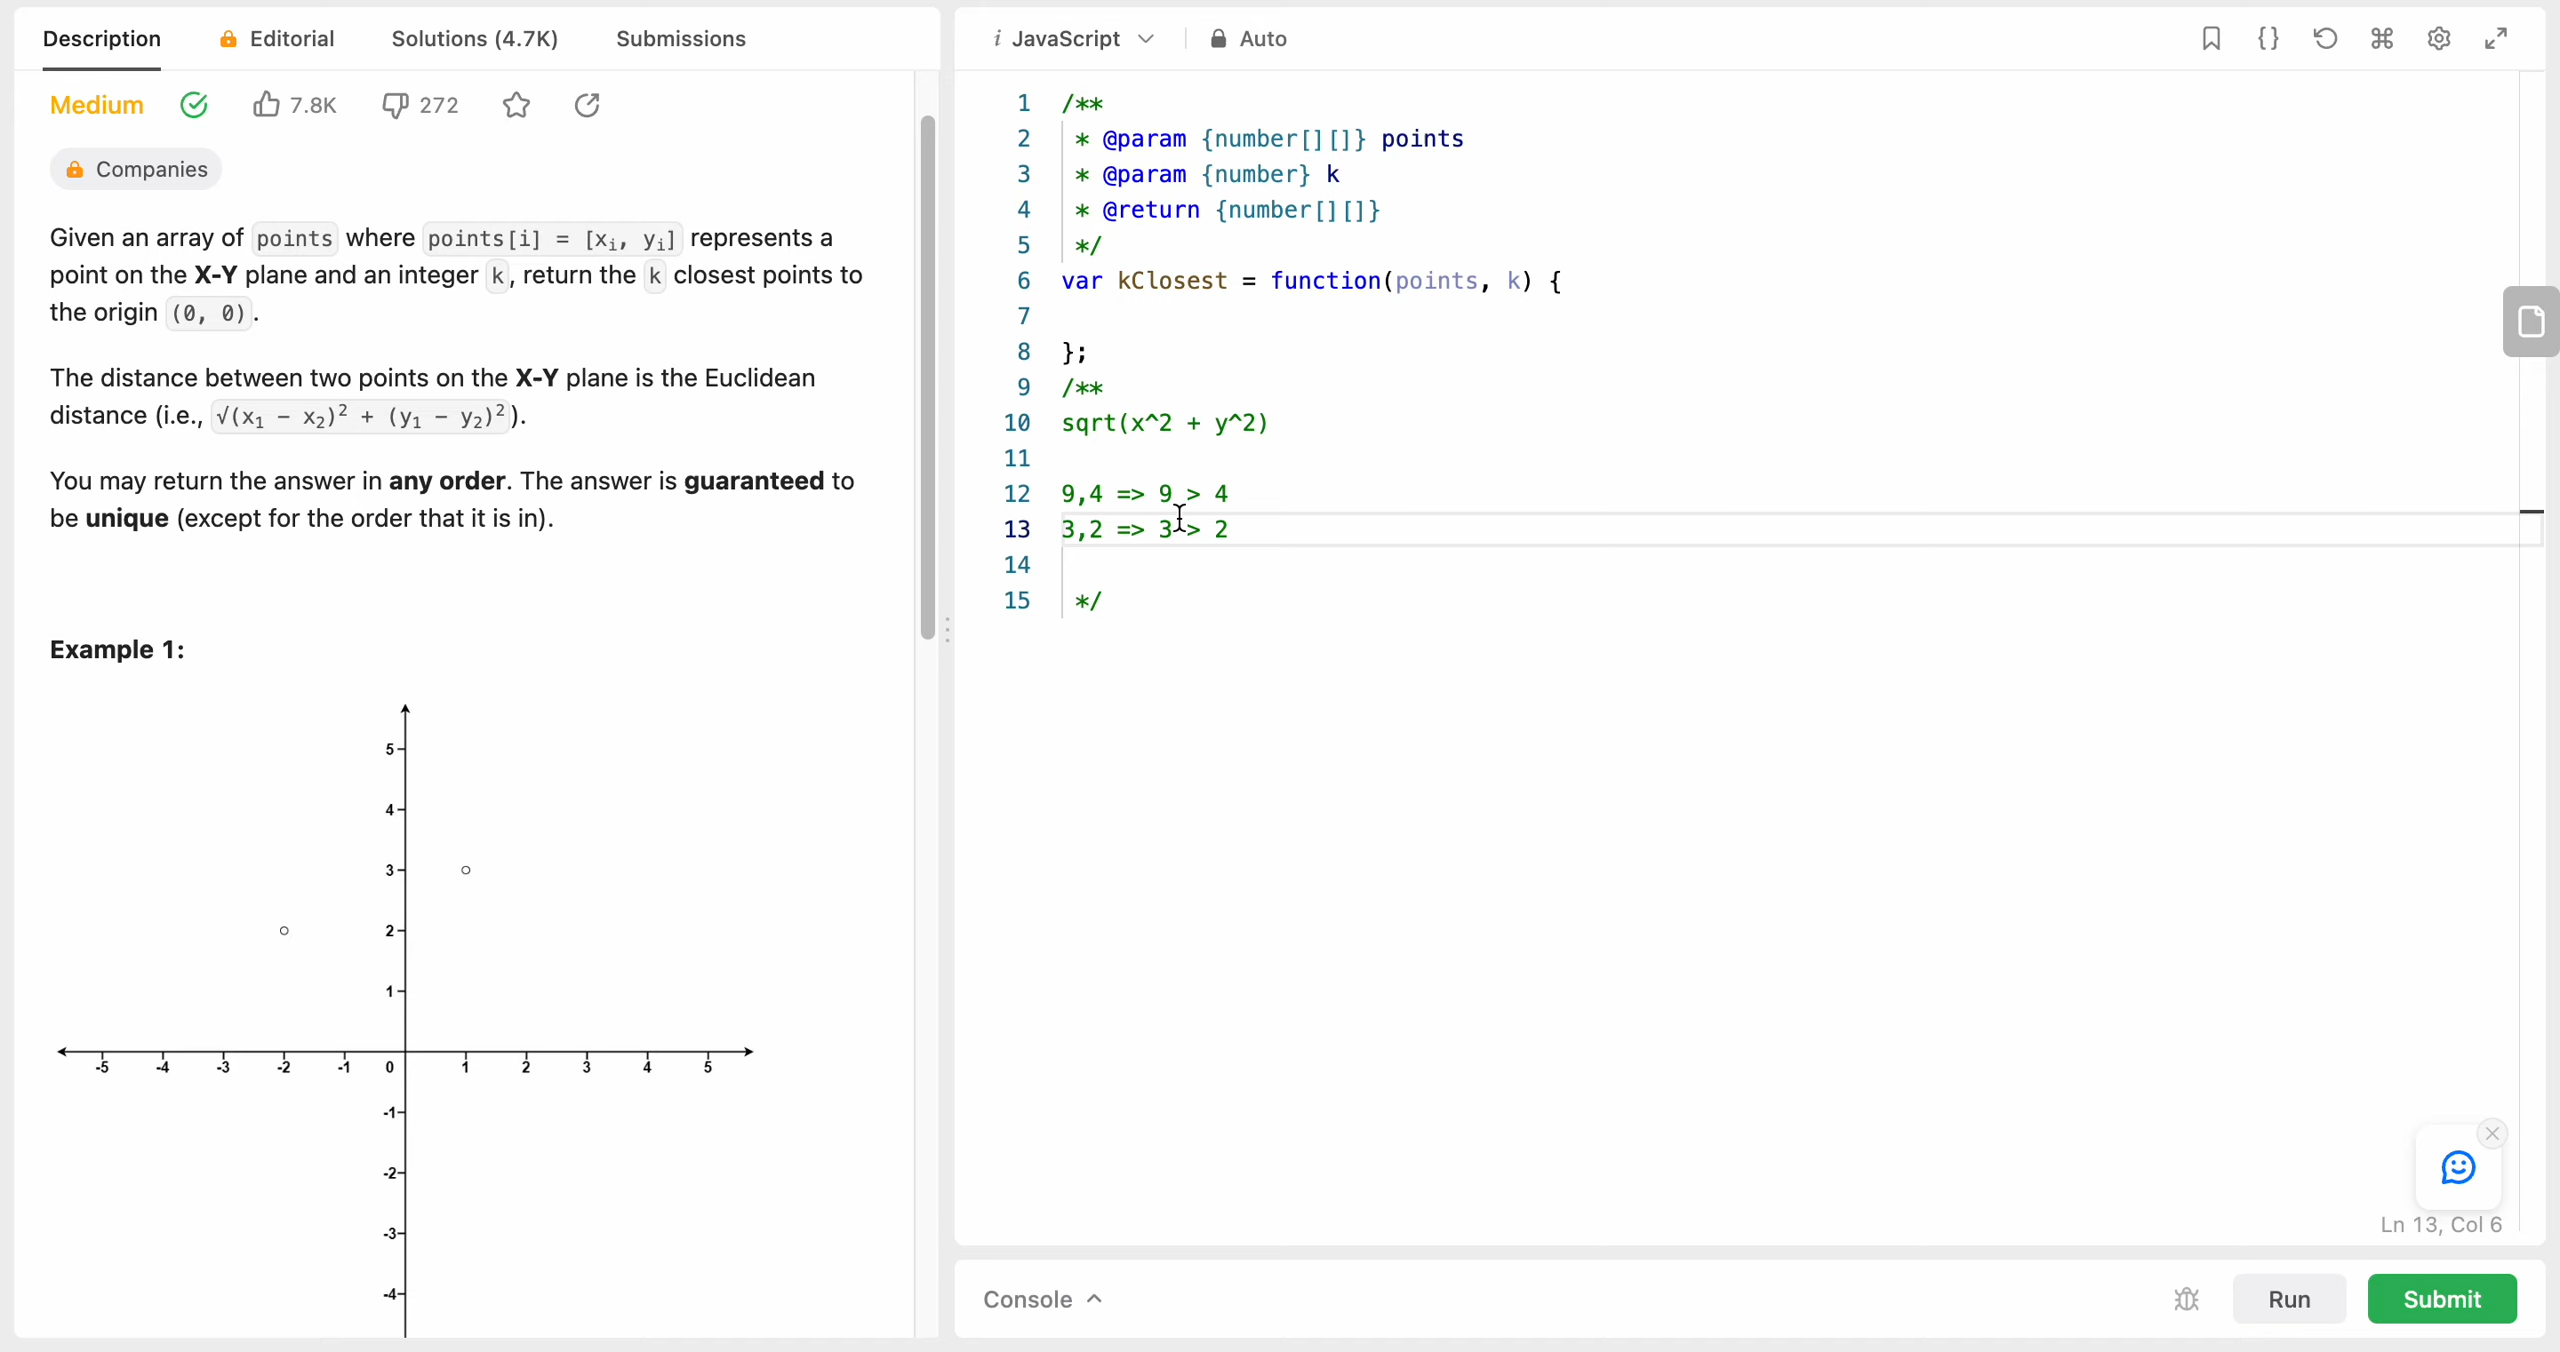 Description
Editorial
Solutions (4.7K)
Submissions
Medium
7.8K
272
Companies
Given an array of points where points[i] = [xᵢ, yᵢ] represents a
point on the X-Y plane and an integer k, return the k closest points to
the origin (0, 0).
The distance between two points on the X-Y plane is the Euclidean
distance (i.e., √(x₁ - x₂)² + (y₁ - y₂)²).
You may return the answer in any order. The answer is guaranteed to
be unique (except for the order that it is in).
Example 1:
5
4
3
2
1
-5 -4 -3 -2 -1 0 1 2 3 4 5
-1
-2
-3
-4
i JavaScript
Auto
1 /**
2 * @param {number[][]} points
3 * @param {number} k
4 * @return {number[][]}
5 */
6 var kClosest = function(points, k) {
7
8 };
9 /**
10 sqrt(x^2 + y^2)
11
12 9,4 => 9 > 4
13 3,2 => 3 > 2
14
15 */
Ln 13, Col 6
Console
Run
Submit